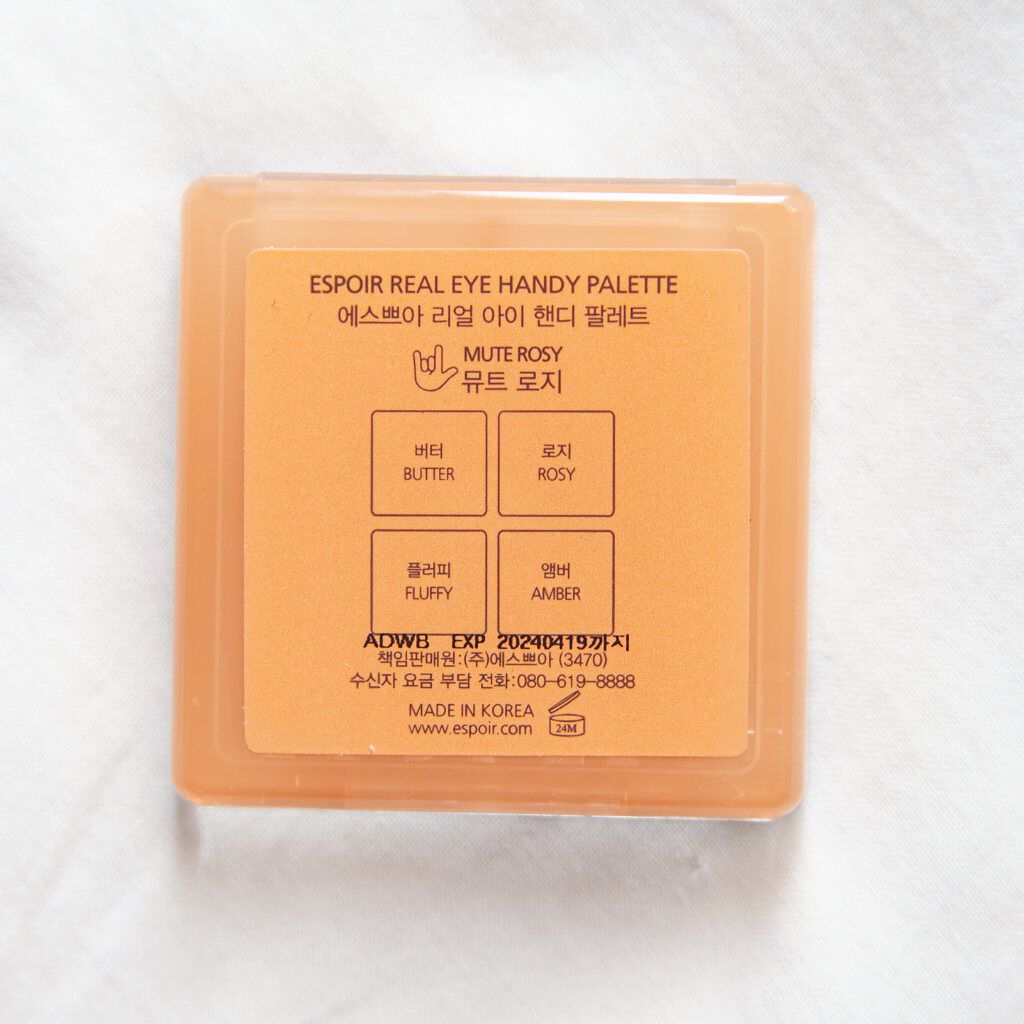 ESPOIR REAL EYE HANDY PALETTE
에스쁘아 리얼 아이 핸디 팔레트
MUTE ROSY
뮤트 로지
버터
BUTTER
로지
ROSY
플러피
FLUFFY
앰버
AMBER
ADWB EXP 20240419까지
책임판매원:(주)에스쁘아 (3470)
수신자 요금 부담 전화:080-619-8888
MADE IN KOREA
www.espoir.com
24M